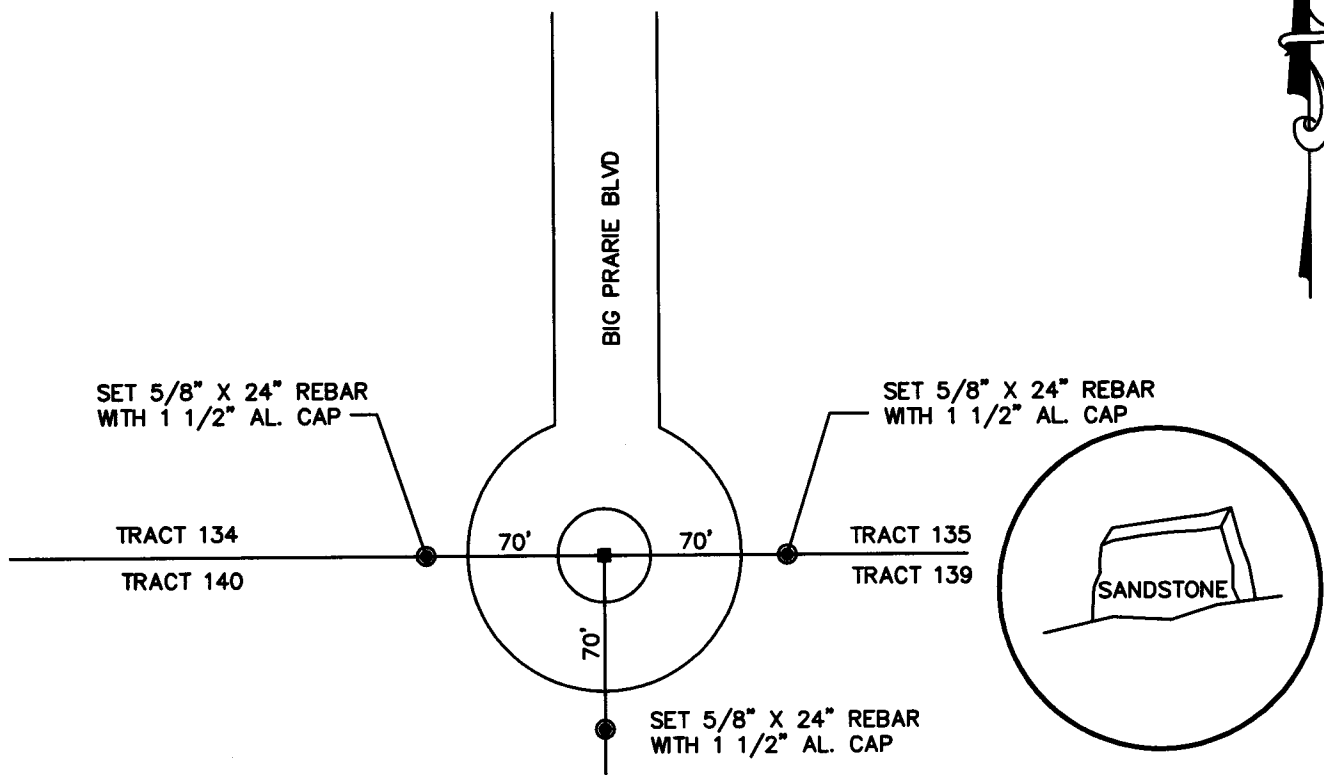 BIG PRARIE BLVD
SET 5/8" X 24" REBAR
WITH 1 1/2" AL. CAP
SET 5/8" X 24" REBAR
WITH 1 1/2" AL. CAP
TRACT 134
70'
70'
TRACT 135
TRACT 140
TRACT 139
SANDSTONE
70'
SET 5/8" X 24" REBAR
WITH 1 1/2" AL. CAP